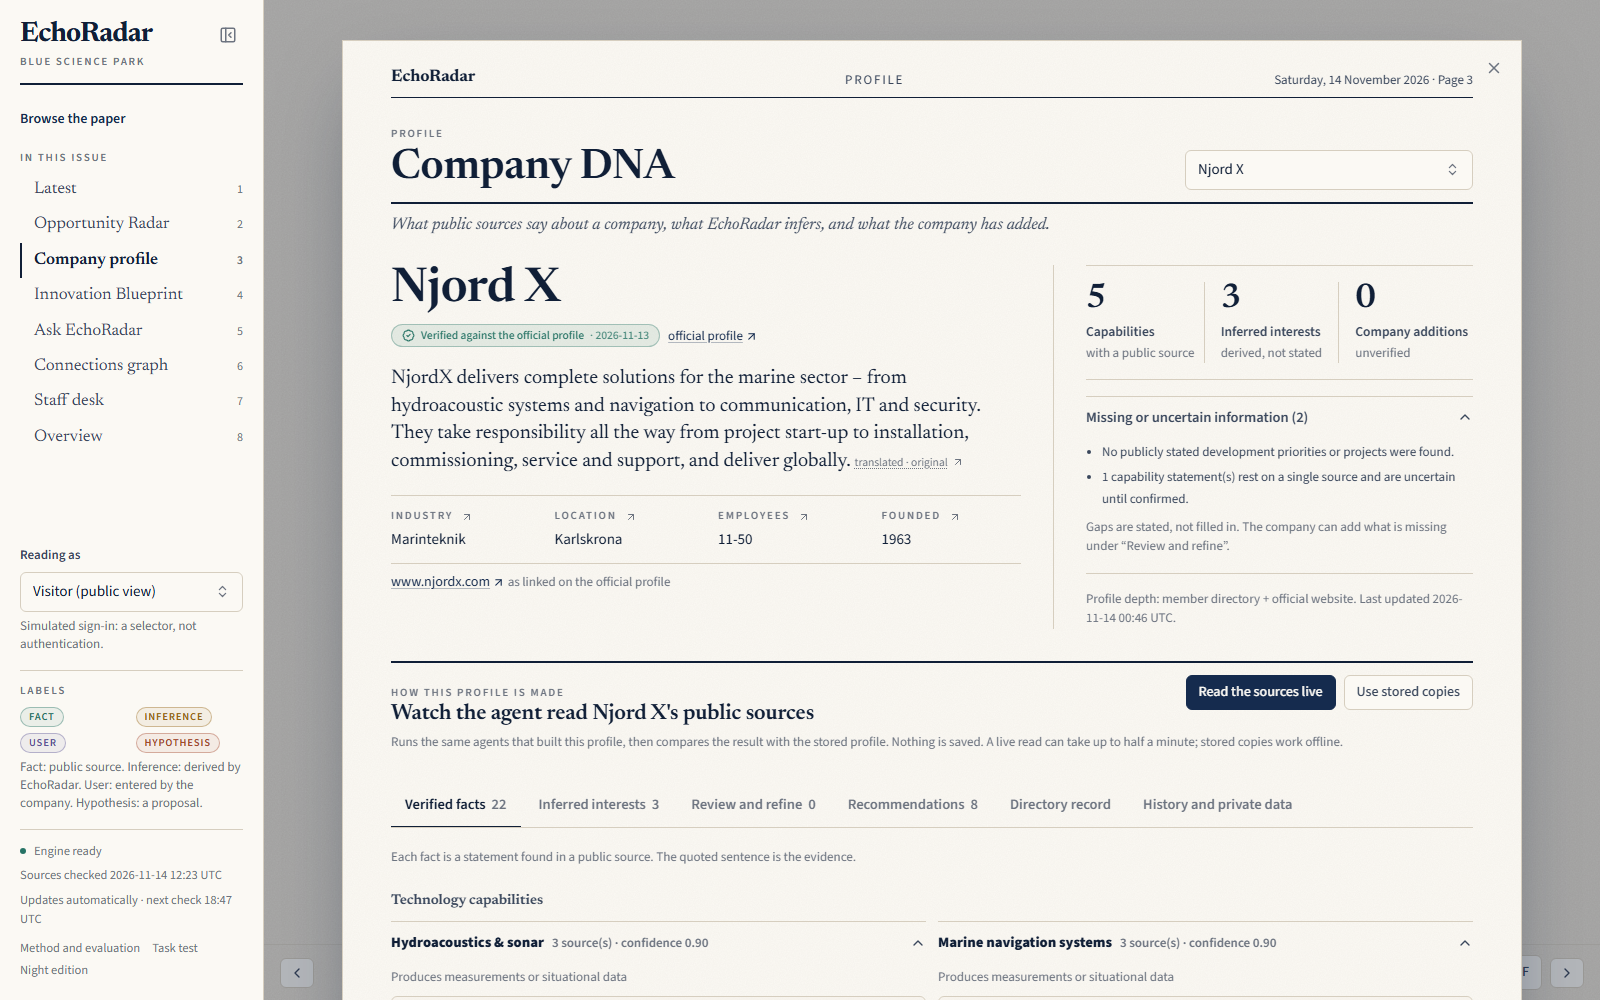 EchoRadar
BLUE SCIENCE PARK
Browse the paper
IN THIS ISSUE
Latest 1
Opportunity Radar 2
Company profile 3
Innovation Blueprint 4
Ask EchoRadar 5
Connections graph 6
Staff desk 7
Overview 8
Reading as
Visitor (public view)
Simulated sign-in: a selector, not
authentication.
LABELS
FACT INFERENCE
USER HYPOTHESIS
Fact: public source. Inference: derived by
EchoRadar. User: entered by the
company. Hypothesis: a proposal.
Engine ready
Sources checked 2026-11-14 12:23 UTC
Updates automatically · next check 18:47
UTC
Method and evaluation Task test
Night edition
EchoRadar PROFILE Saturday, 14 November 2026 · Page 3
PROFILE
Company DNA
Njord X
What public sources say about a company, what EchoRadar infers, and what the company has added.
Njord X
Verified against the official profile · 2026-11-13 official profile
NjordX delivers complete solutions for the marine sector – from
hydroacoustic systems and navigation to communication, IT and security.
They take responsibility all the way from project start-up to installation,
commissioning, service and support, and deliver globally. translated · original
INDUSTRY LOCATION EMPLOYEES FOUNDED
Marinteknik Karlskrona 11-50 1963
www.njordx.com as linked on the official profile
5 3 0
Capabilities Inferred interests Company additions
with a public source derived, not stated unverified
Missing or uncertain information (2)
• No publicly stated development priorities or projects were found.
• 1 capability statement(s) rest on a single source and are uncertain
until confirmed.
Gaps are stated, not filled in. The company can add what is missing
under “Review and refine”.
Profile depth: member directory + official website. Last updated 2026-
11-14 00:46 UTC.
HOW THIS PROFILE IS MADE
Watch the agent read Njord X's public sources
Read the sources live Use stored copies
Runs the same agents that built this profile, then compares the result with the stored profile. Nothing is saved. A live read can take up to half a minute; stored copies work offline.
Verified facts 22 Inferred interests 3 Review and refine 0 Recommendations 8 Directory record History and private data
Each fact is a statement found in a public source. The quoted sentence is the evidence.
Technology capabilities
Hydroacoustics & sonar 3 source(s) · confidence 0.90
Produces measurements or situational data
Marine navigation systems 3 source(s) · confidence 0.90
Produces measurements or situational data